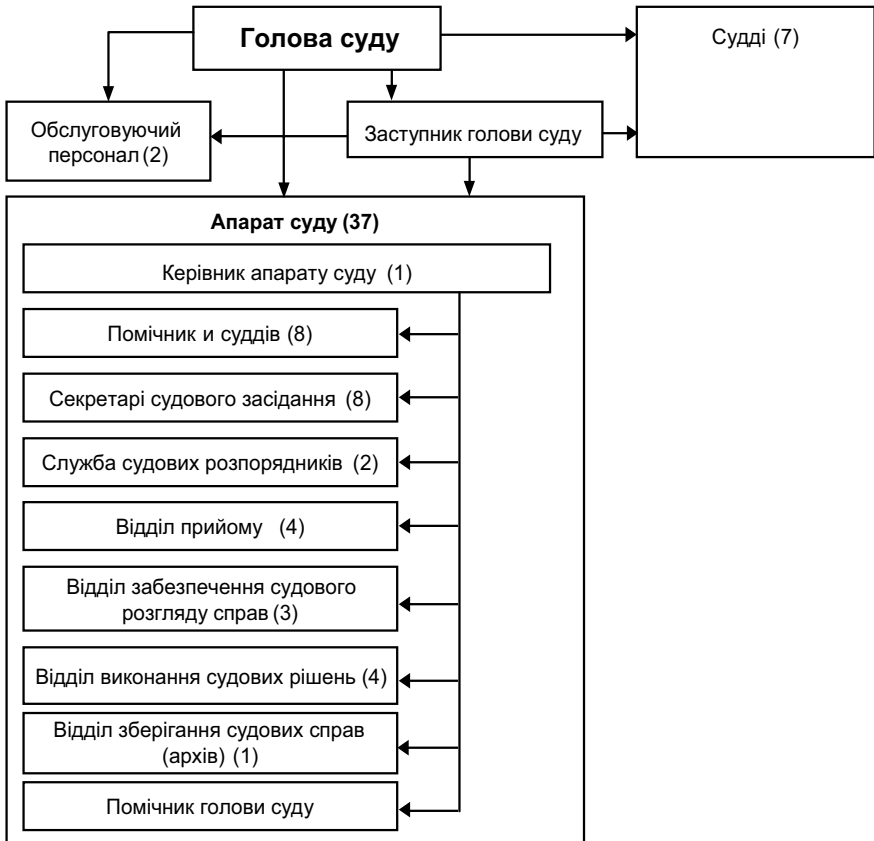 Голова суду
Судді (7)
Обслуговуючий
персонал (2)
Заступник голови суду
Апарат суду (37)
Керівник апарату суду (1)
Помічник и суддів (8)
Секретарі судового засідання (8)
Служба судових розпорядників (2)
Відділ прийому (4)
Відділ забезпечення судового
розгляду справ (3)
Відділ виконання судових рішень (4)
Відділ зберігання судових справ
(архів) (1)
Помічник голови суду